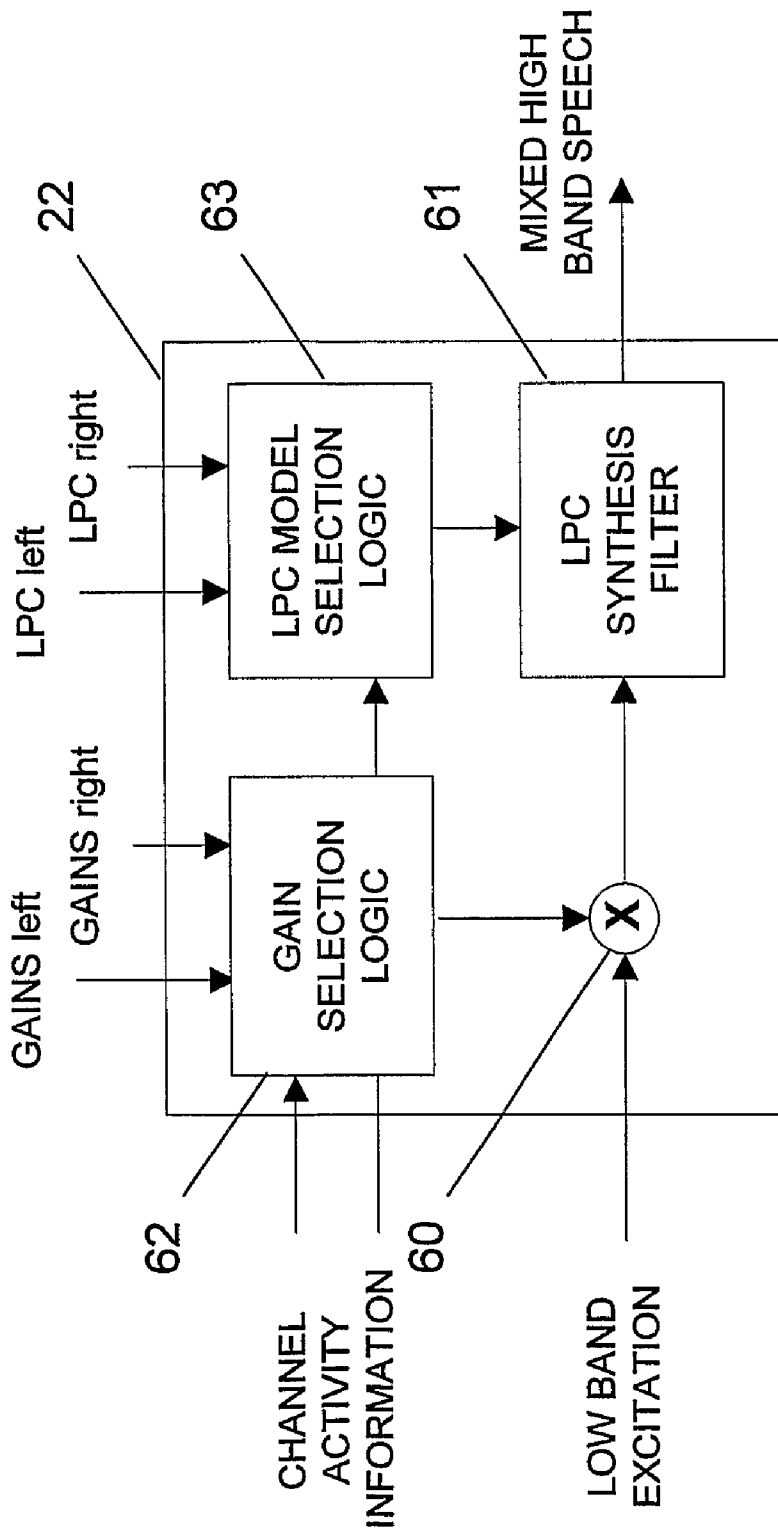 GAINS left
GAINS right
LPC left
LPC right
22
62
GAIN
SELECTION
LOGIC
63
LPC MODEL
SELECTION
LOGIC
CHANNEL
ACTIVITY
INFORMATION
60
X
61
LPC
SYNTHESIS
FILTER
LOW BAND
EXCITATION
MIXED HIGH
BAND SPEECH